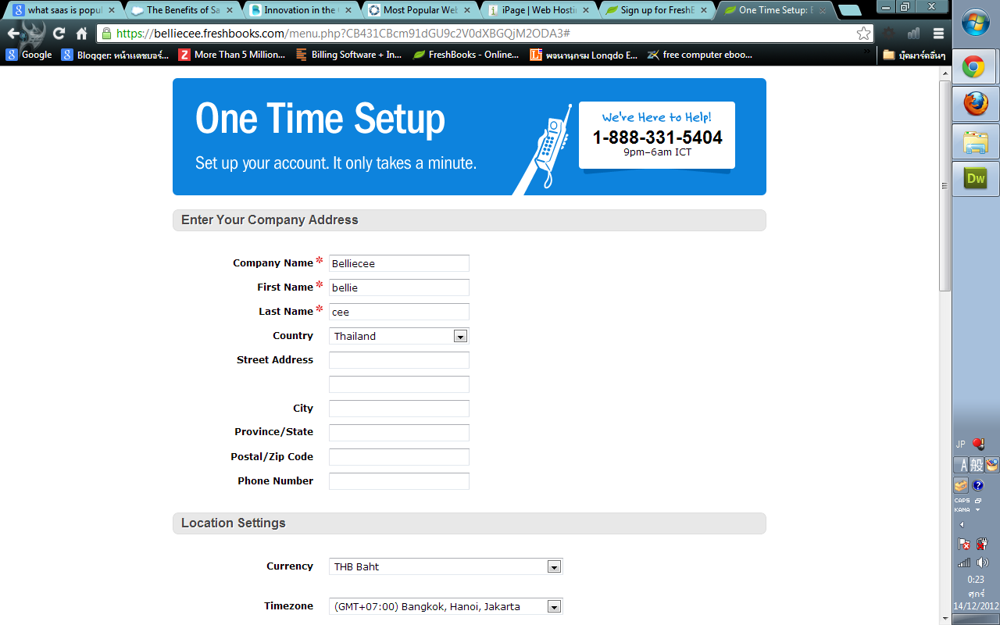 what saas is popul
The Benefits of Sa
Innovation in the
Most Popular Web
iPage | Web Hostin
Sign up for FreshB
One Time Setup: B
https://belliecee.freshbooks.com/menu.php?CB431CBcm91dGU9c2V0dXBGQjM2ODA3#
Google
Blogger: หน้าแดชบอร์...
More Than 5 Million...
Billing Software + In...
FreshBooks - Online...
พจนานุกรม Longdo E...
free computer eboo...
บุ๊คมาร์คอื่นๆ
One Time Setup
Set up your account. It only takes a minute.
We're Here to Help!
1-888-331-5404
9pm–6am ICT
Enter Your Company Address
Company Name * Belliecee
First Name * bellie
Last Name * cee
Country Thailand
Street Address
City
Province/State
Postal/Zip Code
Phone Number
Location Settings
Currency THB Baht
Timezone (GMT+07:00) Bangkok, Hanoi, Jakarta
Dw
JP
A 般
CAPS
KANA
0:23
ศุกร์
14/12/2012